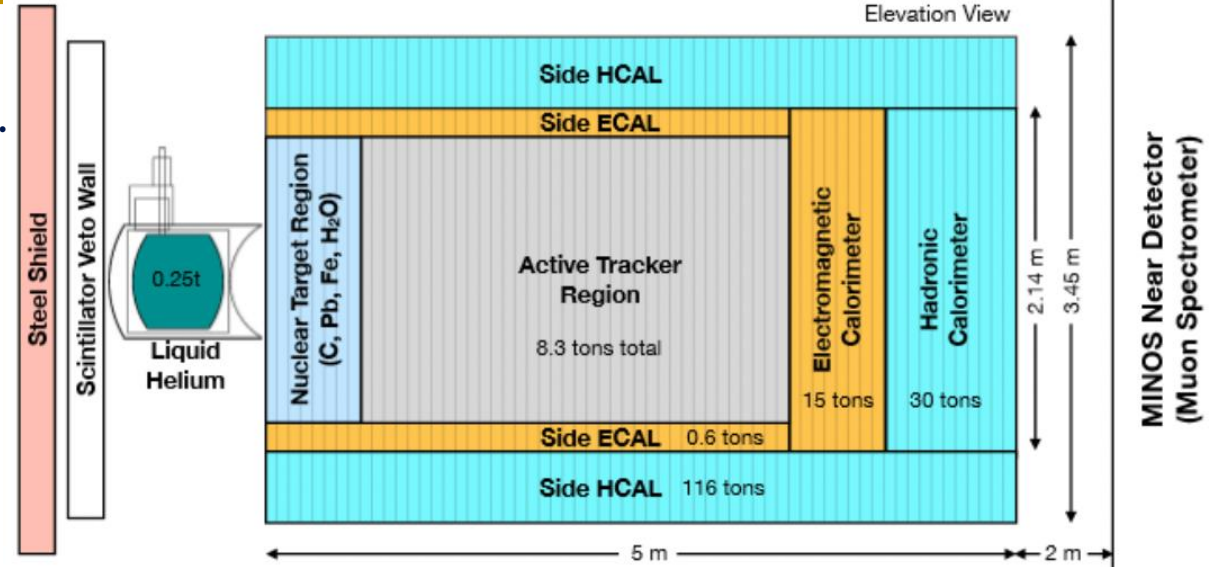 Elevation View
Steel Shield
Scintillator Veto Wall
0.25t
Liquid
Helium
Side HCAL
Side ECAL
Nuclear Target Region
(C, Pb, Fe, H₂O)
Active Tracker
Region
8.3 tons total
Electromagnetic
Calorimeter
15 tons
Hadronic
Calorimeter
30 tons
Side ECAL 0.6 tons
Side HCAL 116 tons
2.14 m
3.45 m
5 m
2 m
MINOS Near Detector
(Muon Spectrometer)